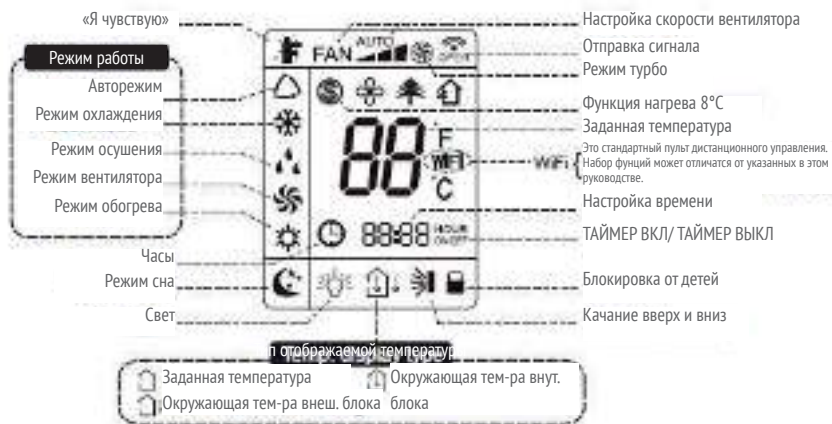 «Я чувствую»
Режим работы
Авторежим
Режим охлаждения
Режим осушения
Режим вентилятора
Режим обогрева
Часы
Режим сна
Свет
FAN AUTO
88 F
WIFI
C
88:88 HOUR
ON/OFF
Настройка скорости вентилятора
Отправка сигнала
Режим турбо
Функция нагрева 8°C
Заданная температура
WiFi {
Это стандартный пульт дистанционного управления.
Набор фунций может отличатся от указанных в этом
руководстве.
Настройка времени
ТАЙМЕР ВКЛ/ ТАЙМЕР ВЫКЛ
Блокировка от детей
Качание вверх и вниз
п отображаемой температур
Заданная температура
Окружающая тем-ра внут.
Окружающая тем-ра внеш. блока
блока